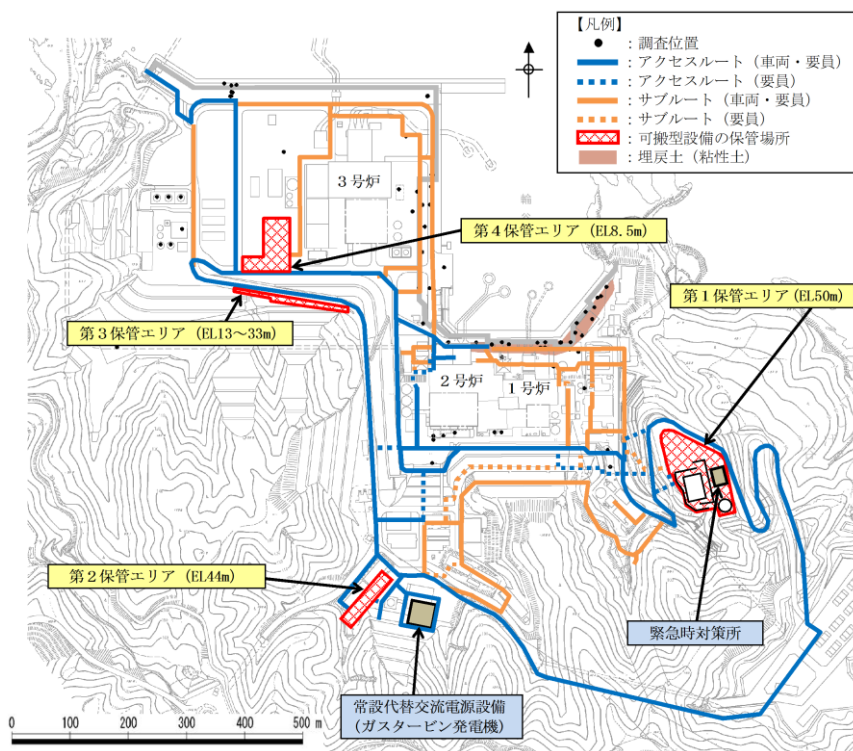 【凡例】
：調査位置
：アクセスルート（車両・要員）
：アクセスルート（要員）
：サブルート（車両・要員）
：サブルート（要員）
：可搬型設備の保管場所
：埋戻土（粘性土）
3号炉
第4保管エリア（EL8.5m）
第1保管エリア（EL50m）
第3保管エリア（EL13～33m）
2号炉
1号炉
第2保管エリア（EL44m）
緊急時対策所
常設代替交流電源設備
（ガスタービン発電機）
0 100 200 300 400 500 m